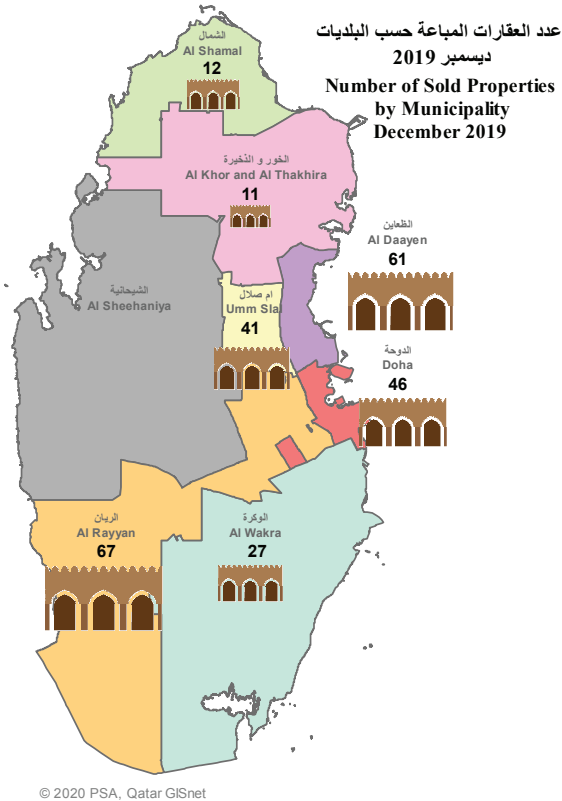 عدد العقارات المباعة حسب البلديات
ديسمبر 2019
Number of Sold Properties
by Municipality
December 2019
الشمال
Al Shamal
12
الخور و الذخيرة
Al Khor and Al Thakhira
11
الظعاين
Al Daayen
61
الشيحانية
Al Sheehaniya
ام صلال
Umm Slal
41
الدوحة
Doha
46
الريان
Al Rayyan
67
الوكرة
Al Wakra
27
© 2020 PSA, Qatar GISnet